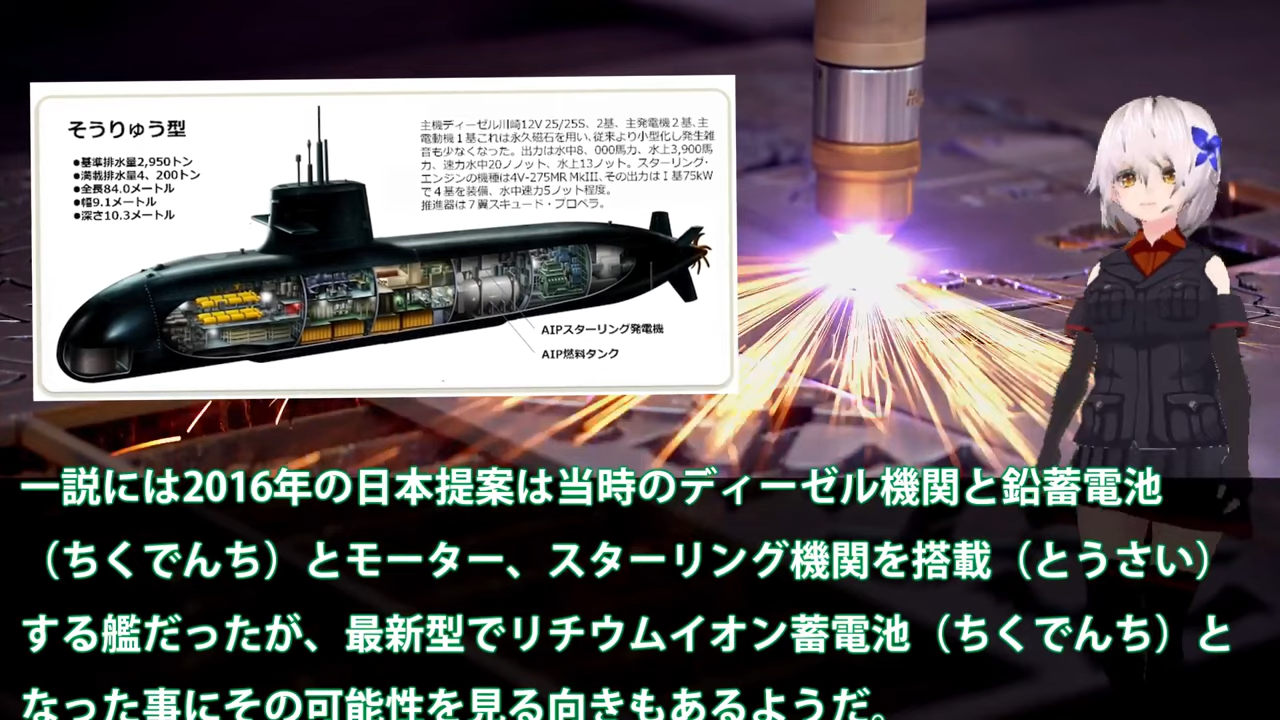 そうりゅう型
●基準排水量2,950トン
●満載排水量4、200トン
●全長84.0メートル
●幅9.1メートル
●深さ10.3メートル
主機ディーゼル川崎12V 25/25S、2基、主発電機2基、主
電動機1基これは永久磁石を用い、従来より小型化し発生雑
音も少なくなった。出力は水中8、000馬力、水上3,900馬
力、速力水中20ノノット、水上13ノット。スターリング・
エンジンの機種は4V-275MR MkIII、その出力はI基75kW
で4基を装備、水中速力5ノット程度。
推進器は7翼スキュード・プロペラ。
AIPスターリング発電機
AIP燃料タンク
一説には2016年の日本提案は当時のディーゼル機関と鉛蓄電池
（ちくでんち）とモーター、スターリング機関を搭載（とうさい）
する艦だったが、最新型でリチウムイオン蓄電池（ちくでんち）と
なった事にその可能性を見る向きもあるようだ。